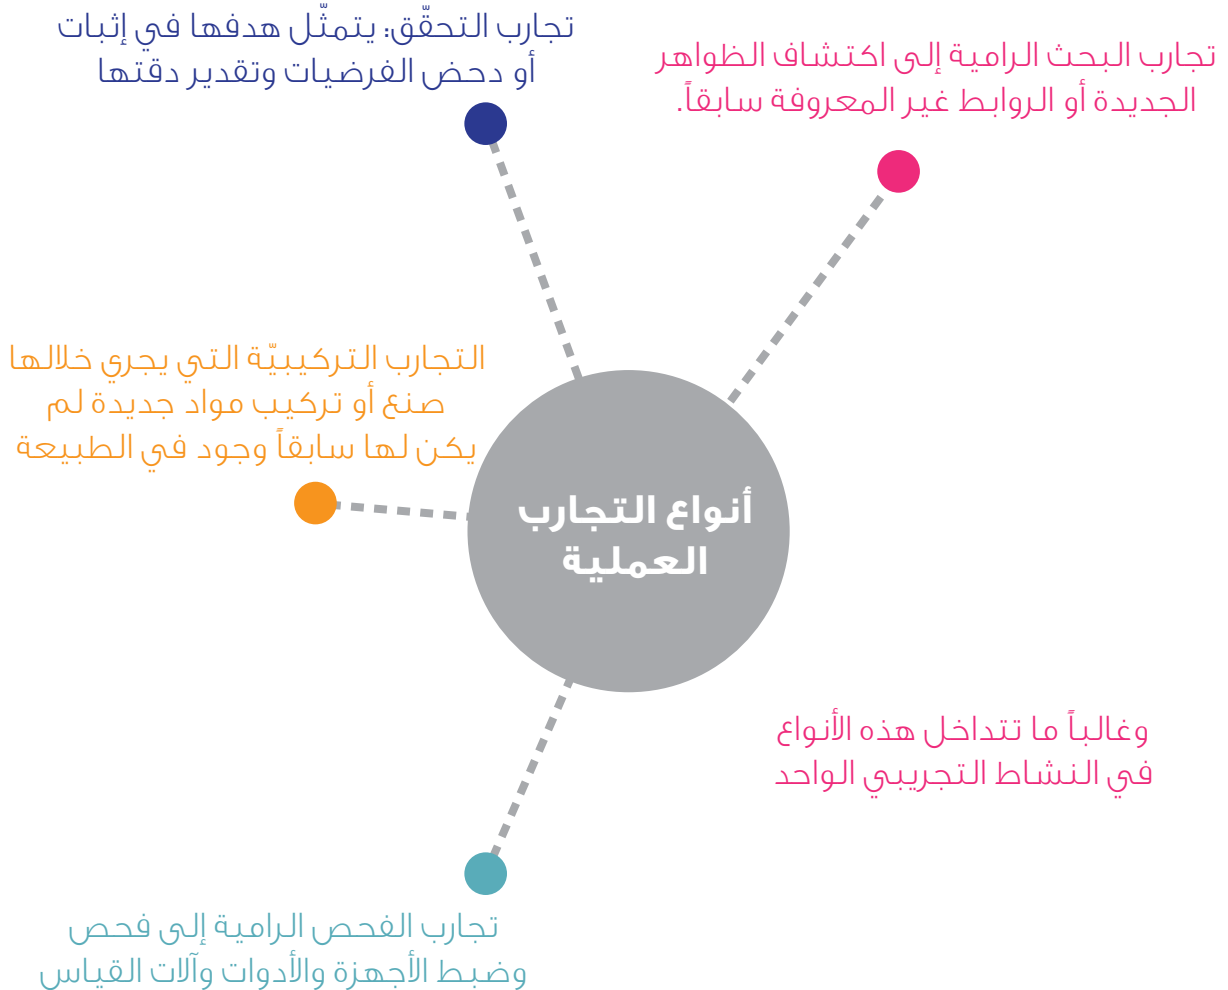 تجارب التحقّق: يتمثّل هدفها في إثبات
أو دحض الفرضيات وتقدير دقتها
تجارب البحث الرامية إلى اكتشاف الظواهر
الجديدة أو الروابط غير المعروفة سابقاً.
التجارب التركيبيّة التي يجري خلالها
صنع أو تركيب مواد جديدة لم
يكن لها سابقاً وجود في الطبيعة
أنواع التجارب
العملية
وغالباً ما تتداخل هذه الأنواع
في النشاط التجريبي الواحد
تجارب الفحص الرامية إلى فحص
وضبط الأجهزة والأدوات وآلات القياس